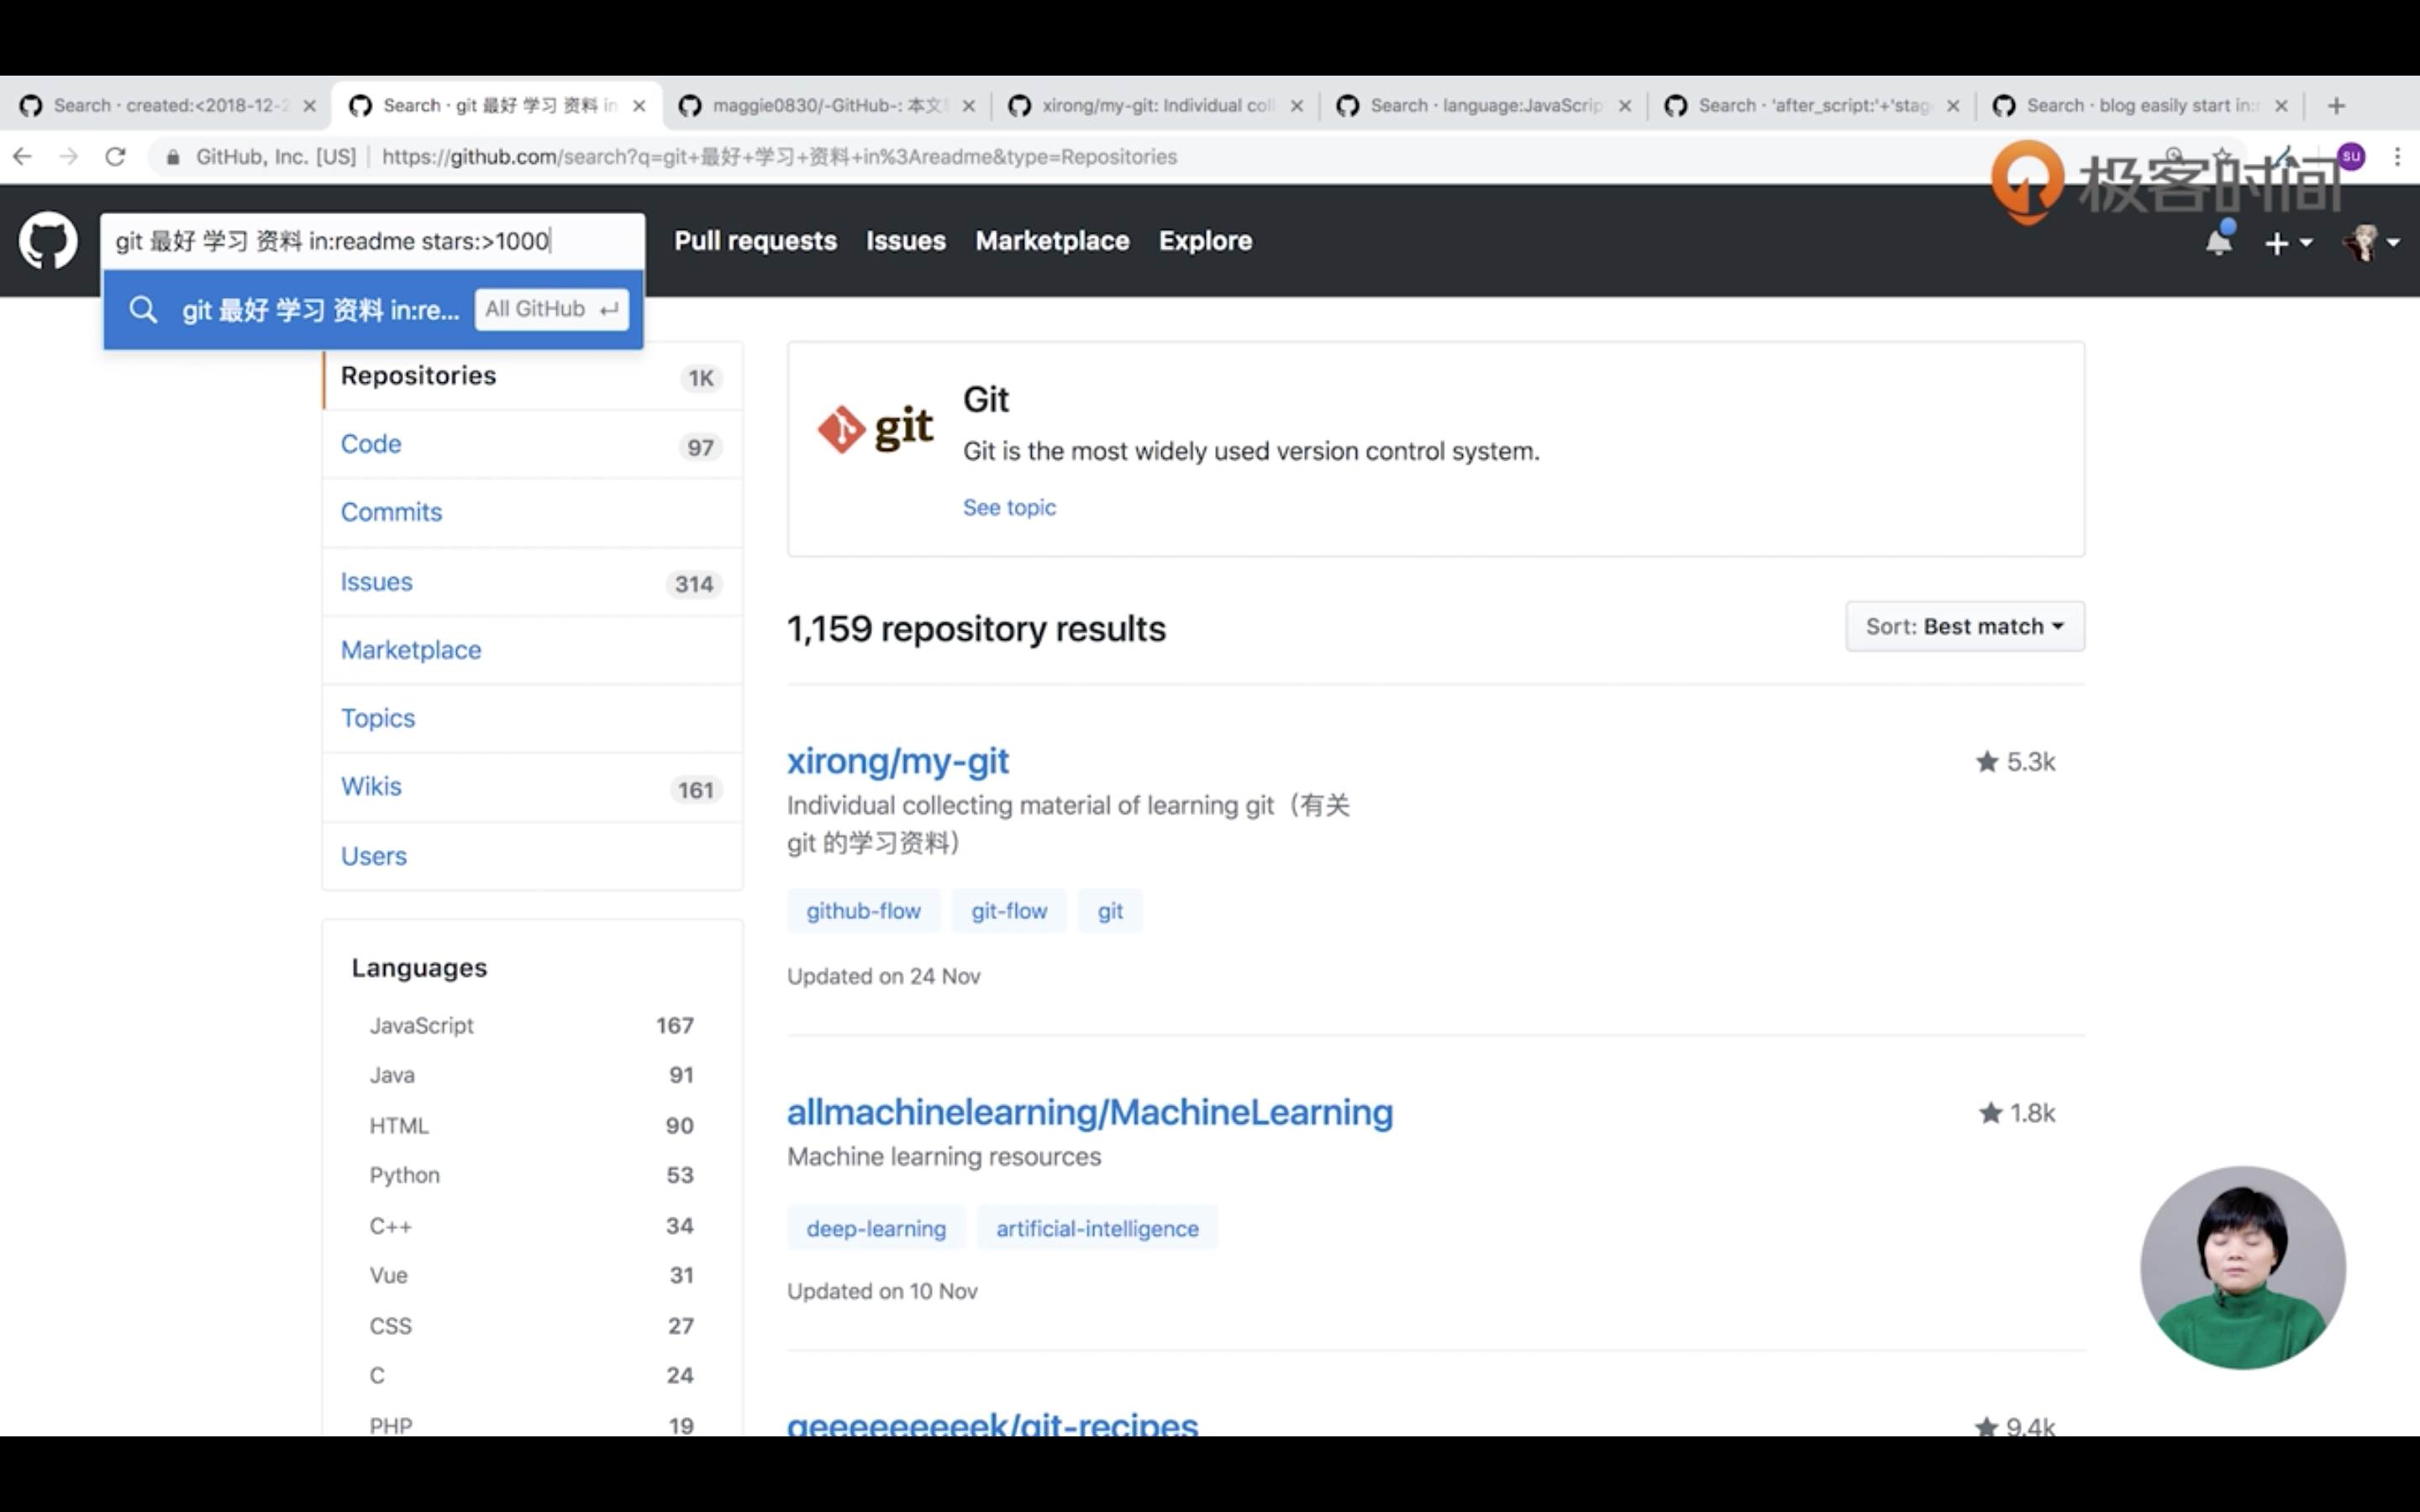 Search · created:<2018-12-2
Search · git 最好 学习 资料 in
maggie0830/-GitHub-: 本文
xirong/my-git: Individual coll
Search · language:JavaScrip
Search · 'after_script:'+'stag
Search · blog easily start in:r
GitHub, Inc. [US]
https://github.com/search?q=git+最好+学习+资料+in%3Areadme&type=Repositories
SU
极客时间
git 最好 学习 资料 in:readme stars:>1000
Pull requests
Issues
Marketplace
Explore
git 最好 学习 资料 in:re...
All GitHub
Repositories 1K
Code 97
Commits
Issues 314
Marketplace
Topics
Wikis 161
Users
Languages
JavaScript 167
Java 91
HTML 90
Python 53
C++ 34
Vue 31
CSS 27
C 24
PHP 19
git
Git
Git is the most widely used version control system.
See topic
1,159 repository results
Sort: Best match
xirong/my-git
5.3k
Individual collecting material of learning git（有关
git 的学习资料）
github-flow
git-flow
git
Updated on 24 Nov
allmachinelearning/MachineLearning
1.8k
Machine learning resources
deep-learning
artificial-intelligence
Updated on 10 Nov
geeeeeeeeek/git-recipes
9.4k